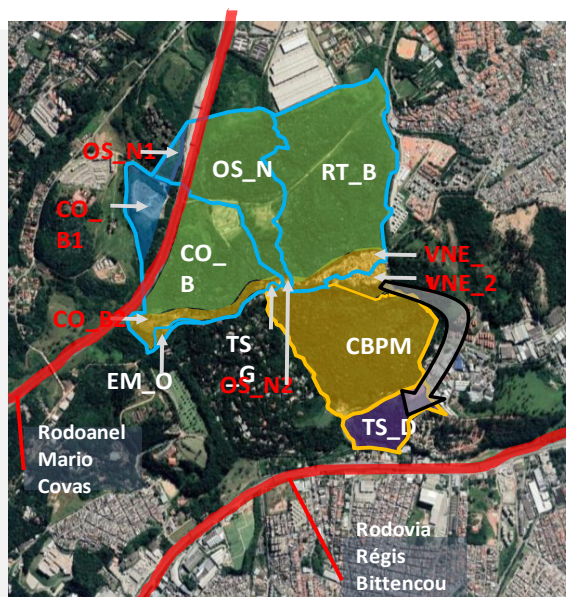 OS_N1
OS_N
RT_B
CO_
B1
CO_
B
VNE_
VNE_2
CO_B2
TS
_G
CBPM
EM_O
OS_N2
TS_D
Rodoanel
Mario
Covas
Rodovia
Régis
Bittencou